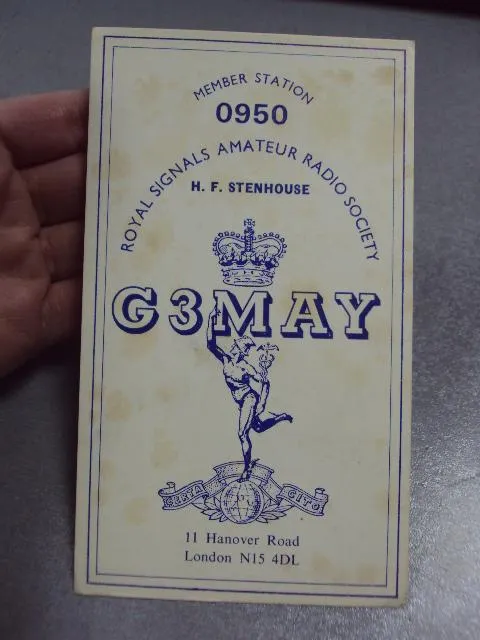 MEMBER STATION
0950
ROYAL SIGNALS AMATEUR RADIO SOCIETY
H. F. STENHOUSE
G3MAY
CERTA CITO
11 Hanover Road
London N15 4DL